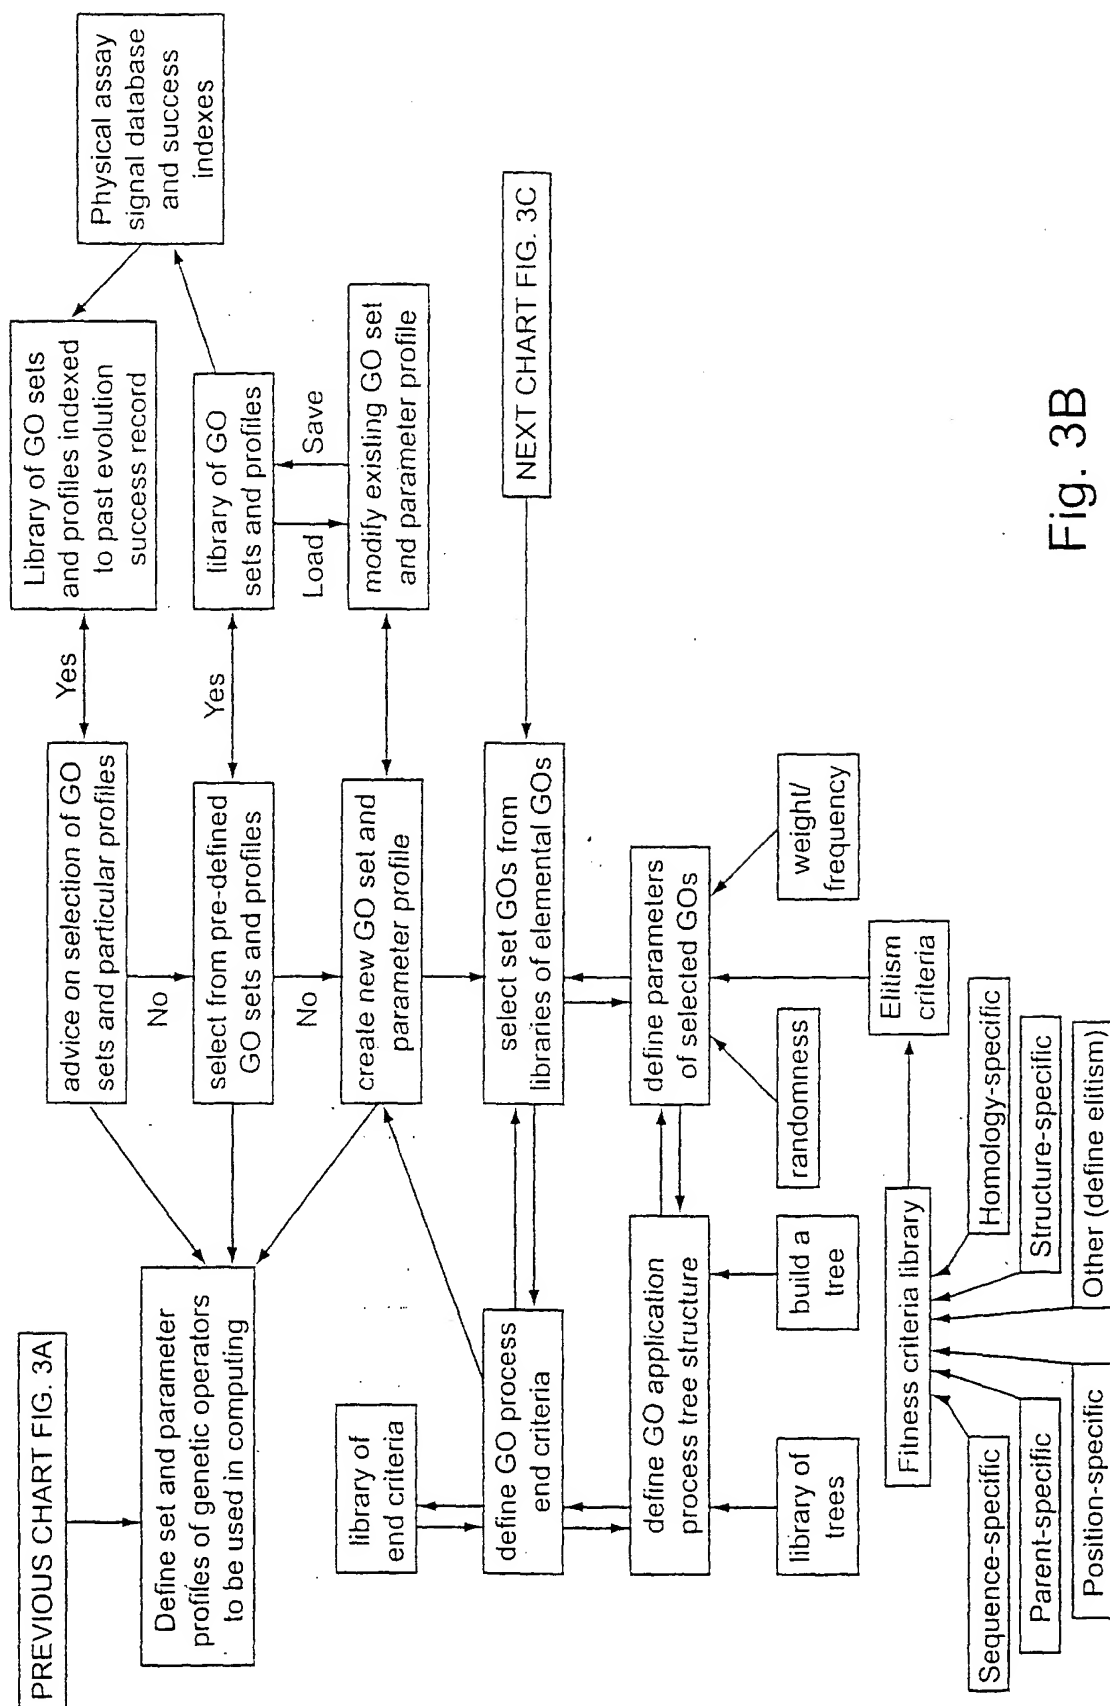 PREVIOUS CHART FIG. 3A
Define set and parameter
profiles of genetic operators
to be used in computing
advice on selection of GO
sets and particular profiles
Yes
Library of GO sets
and profiles indexed
to past evolution
success record
Physical assay
signal database
and success
indexes
No
select from pre-defined
GO sets and profiles
Yes
library of GO
sets and profiles
No
Load
Save
create new GO set and
parameter profile
modify existing GO set
and parameter profile
library of
end criteria
define GO process
end criteria
select set GOs from
libraries of elemental GOs
NEXT CHART FIG. 3C
define GO application
process tree structure
define parameters
of selected GOs
library of
trees
build a
tree
randomness
weight/
frequency
Fitness criteria library
Elitism
criteria
Sequence-specific
Homology-specific
Parent-specific
Structure-specific
Position-specific
Other (define elitism)
Fig. 3B